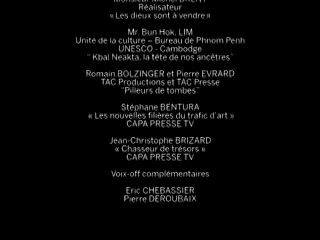 Réalisateur
« Les dieux sont à vendre »
Mr. Bun Hok. LIM
Unité de la culture – Bureau de Phnom Penh
UNESCO - Cambodge
" Kbal Neakta, la tête de nos ancêtres"
Romain BOLZINGER et Pierre EVRARD
TAC Productions et TAC Presse
"Pilleurs de tombes"
Stéphane BENTURA
« Les nouvelles filières du trafic d'art »
CAPA PRESSE TV
Jean-Christophe BRIZARD
« Chasseur de trésors »
CAPA PRESSE TV
Voix-off complémentaires
Eric CHEBASSIER
Pierre DEROUBAIX